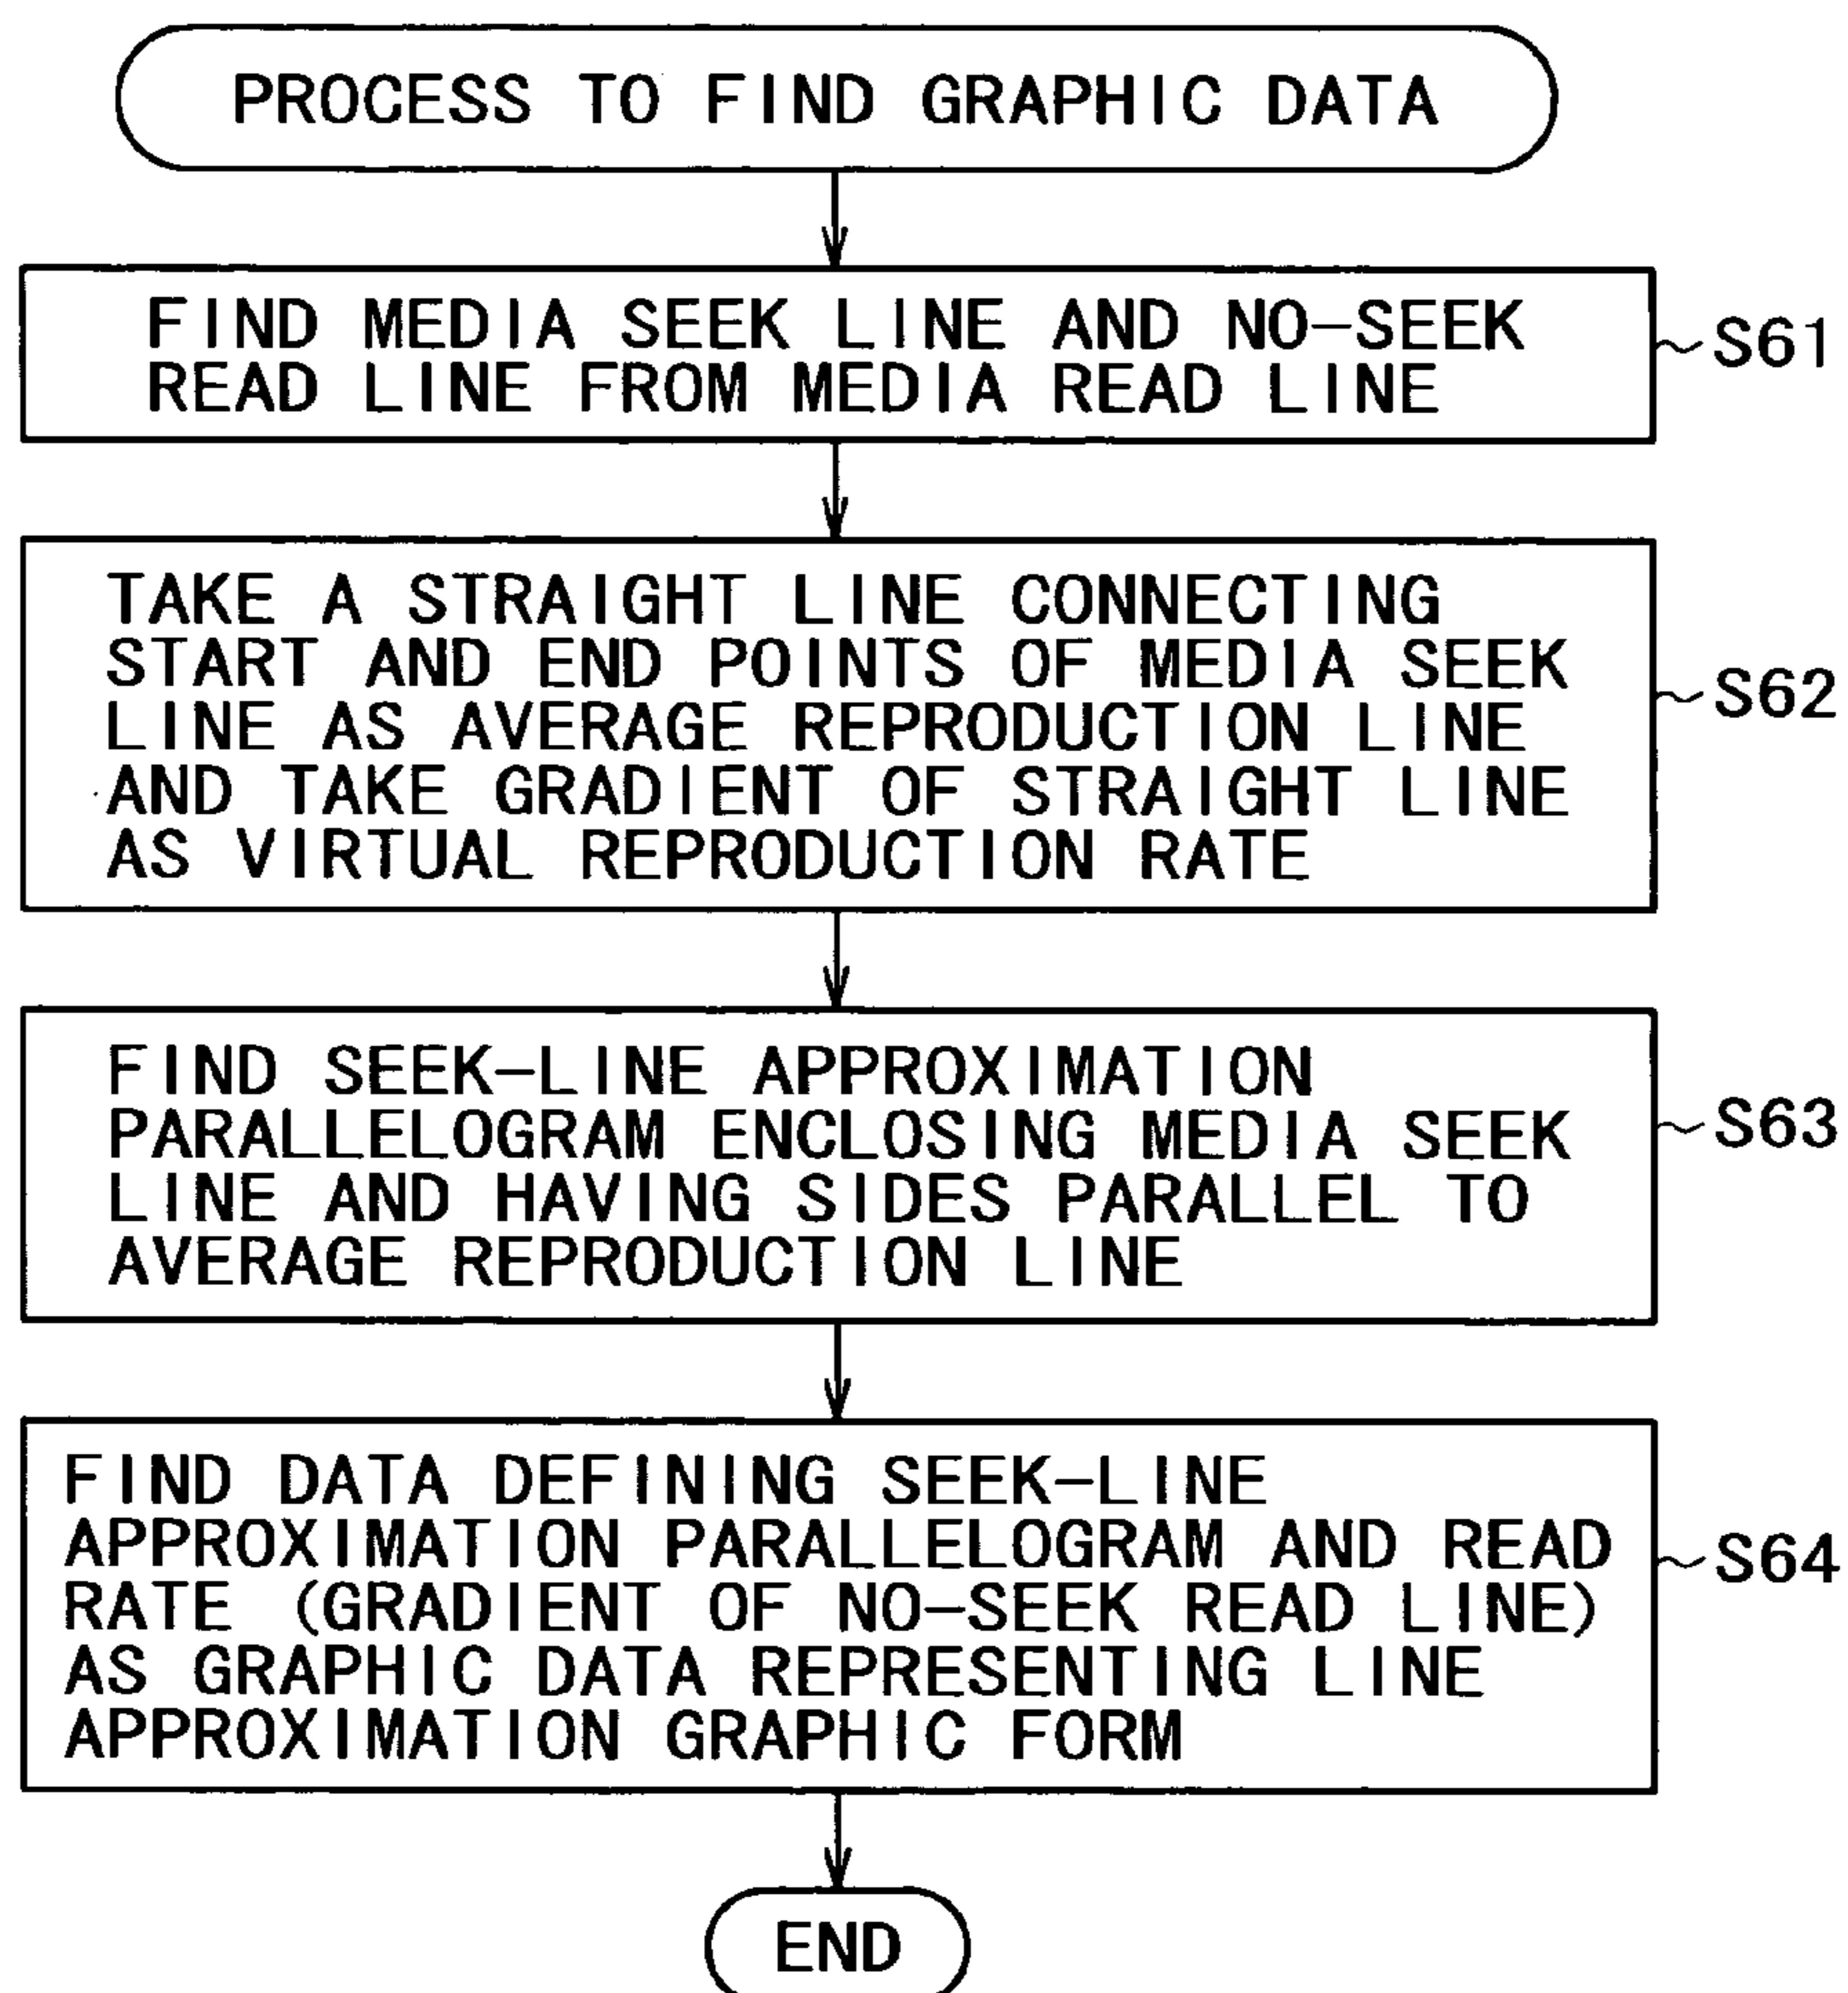 PROCESS TO FIND GRAPHIC DATA
FIND MEDIA SEEK LINE AND NO-SEEK
READ LINE FROM MEDIA READ LINE
S61
TAKE A STRAIGHT LINE CONNECTING
START AND END POINTS OF MEDIA SEEK
LINE AS AVERAGE REPRODUCTION LINE
AND TAKE GRADIENT OF STRAIGHT LINE
AS VIRTUAL REPRODUCTION RATE
S62
FIND SEEK-LINE APPROXIMATION
PARALLELOGRAM ENCLOSING MEDIA SEEK
LINE AND HAVING SIDES PARALLEL TO
AVERAGE REPRODUCTION LINE
S63
FIND DATA DEFINING SEEK-LINE
APPROXIMATION PARALLELOGRAM AND READ
RATE (GRADIENT OF NO-SEEK READ LINE)
AS GRAPHIC DATA REPRESENTING LINE
APPROXIMATION GRAPHIC FORM
S64
END